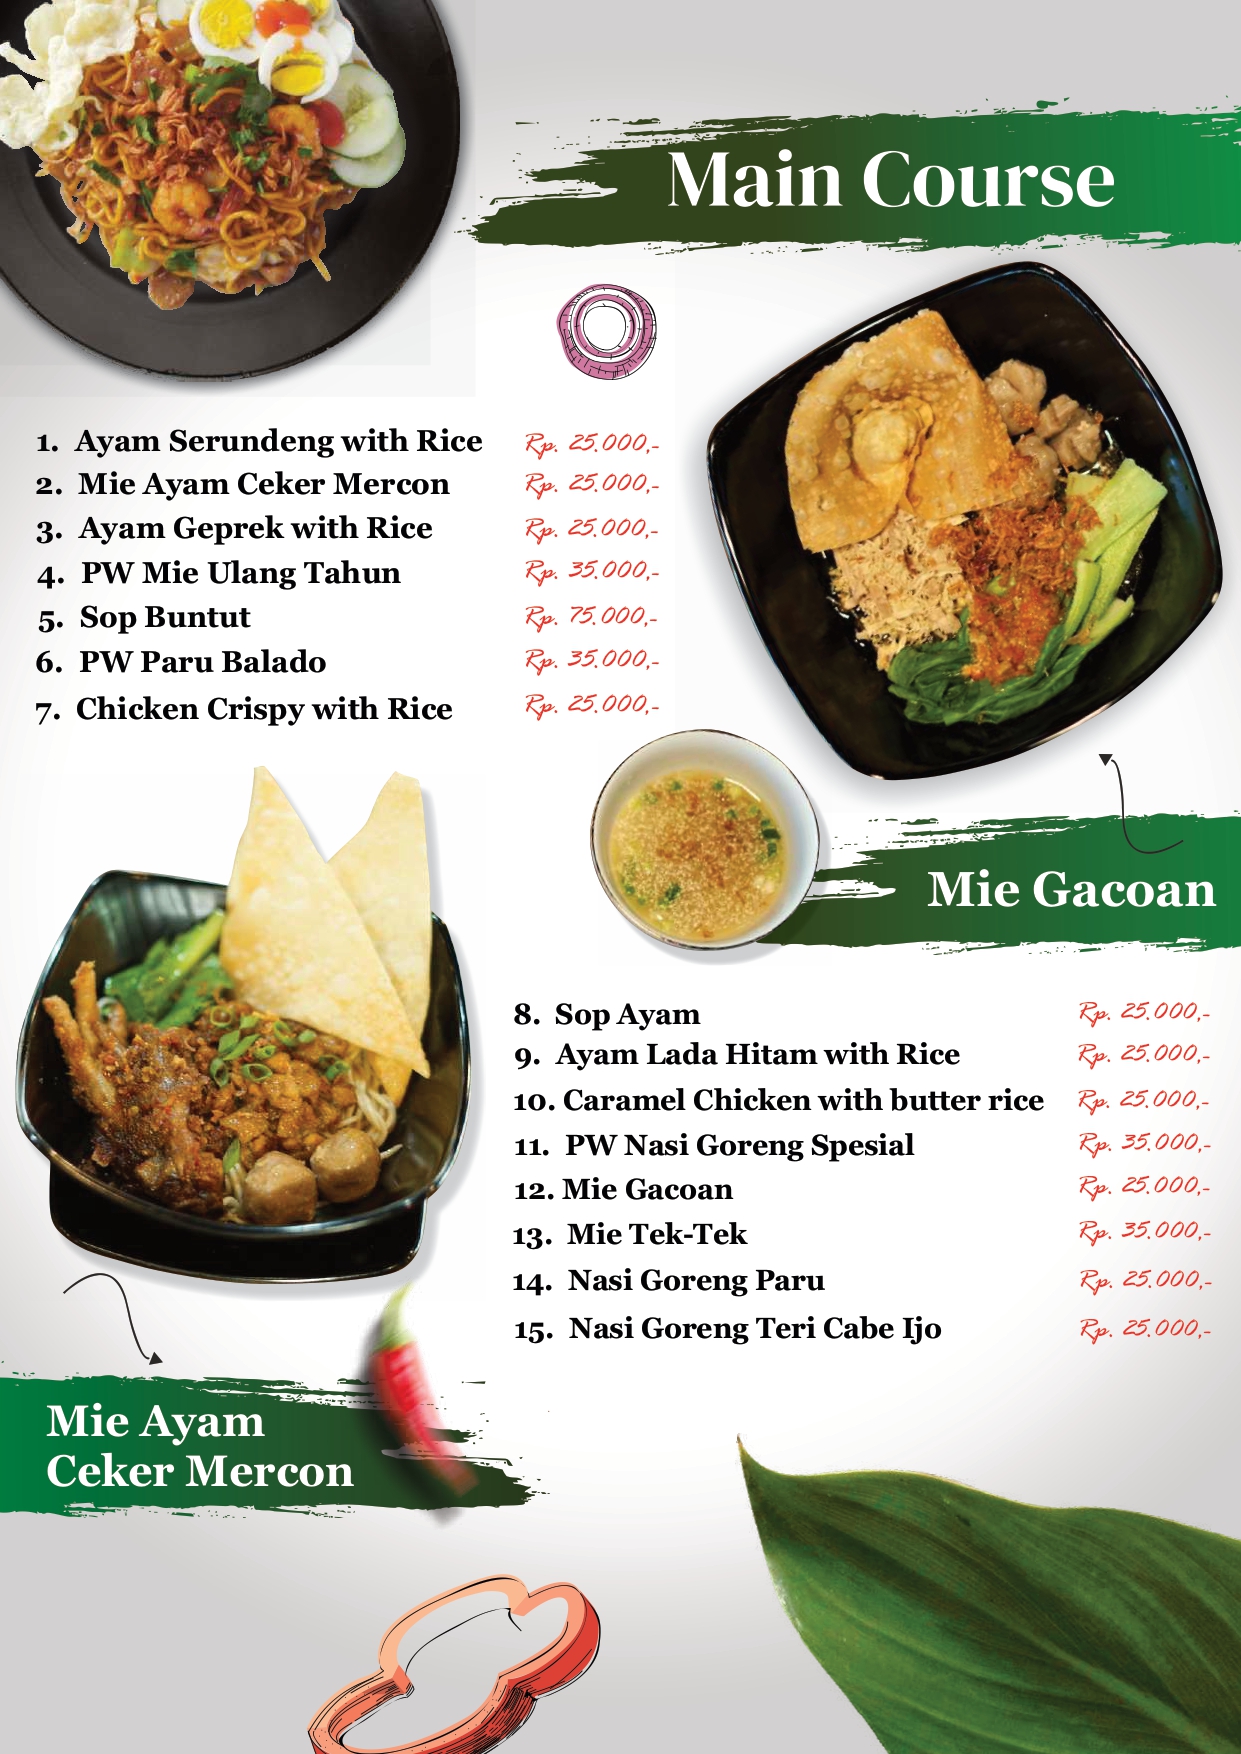 Main Course
1. Ayam Serundeng with Rice Rp. 25.000,-
2. Mie Ayam Ceker Mercon Rp. 25.000,-
3. Ayam Geprek with Rice Rp. 25.000,-
4. PW Mie Ulang Tahun Rp. 35.000,-
5. Sop Buntut Rp. 75.000,-
6. PW Paru Balado Rp. 35.000,-
7. Chicken Crispy with Rice Rp. 25.000,-
Mie Gacoan
8. Sop Ayam Rp. 25.000,-
9. Ayam Lada Hitam with Rice Rp. 25.000,-
10. Caramel Chicken with butter rice Rp. 25.000,-
11. PW Nasi Goreng Spesial Rp. 35.000,-
12. Mie Gacoan Rp. 25.000,-
13. Mie Tek-Tek Rp. 35.000,-
14. Nasi Goreng Paru Rp. 25.000,-
15. Nasi Goreng Teri Cabe Ijo Rp. 25.000,-
Mie Ayam
Ceker Mercon